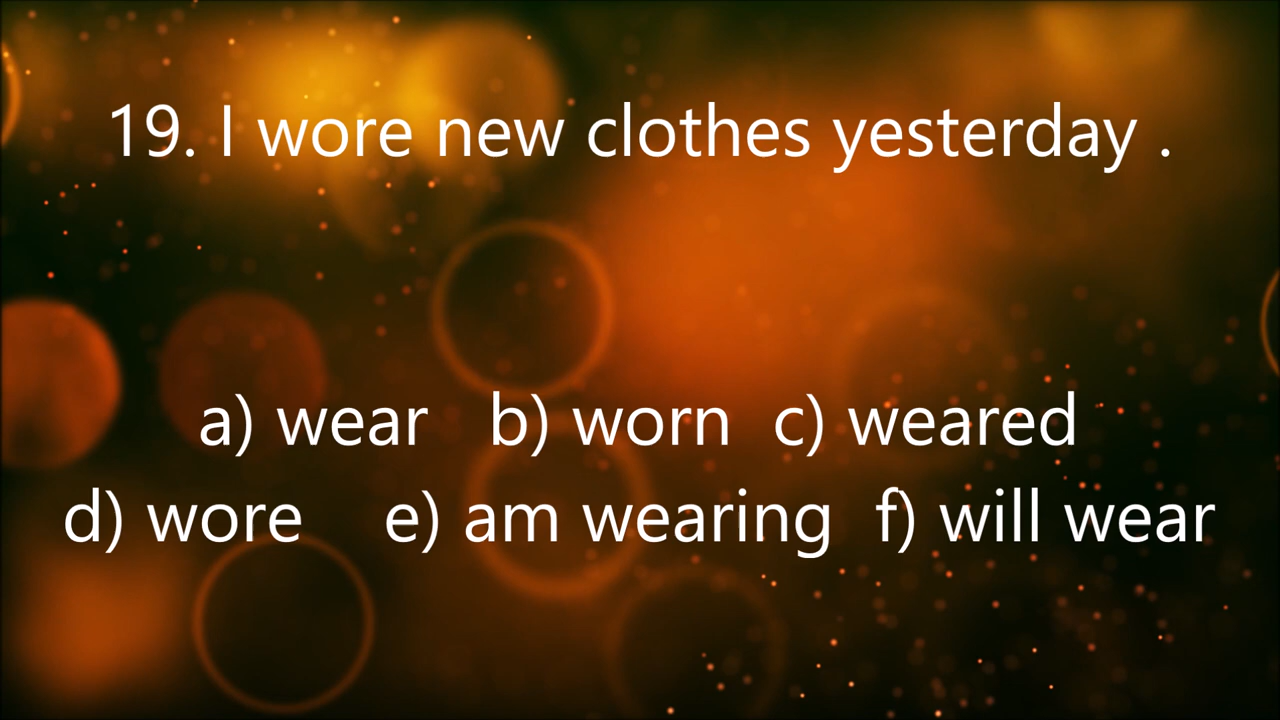 19. I wore new clothes yesterday .
a) wear b) worn c) weared
d) wore e) am wearing f) will wear